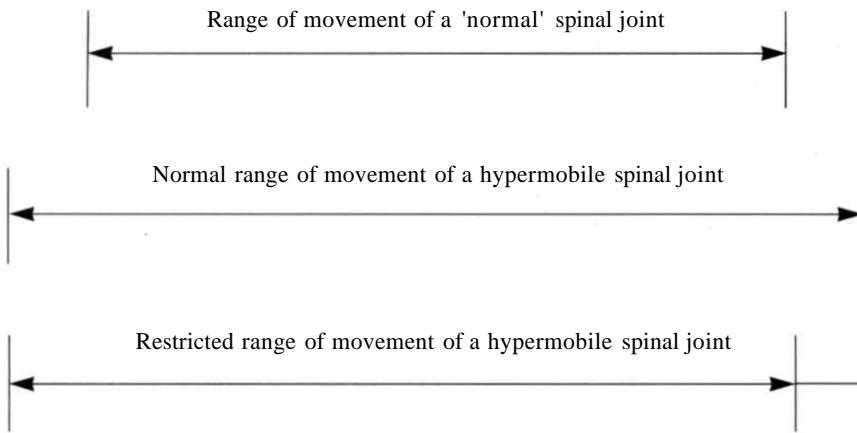 Range of movement of a 'normal' spinal joint
Normal range of movement of a hypermobile spinal joint
Restricted range of movement of a hypermobile spinal joint